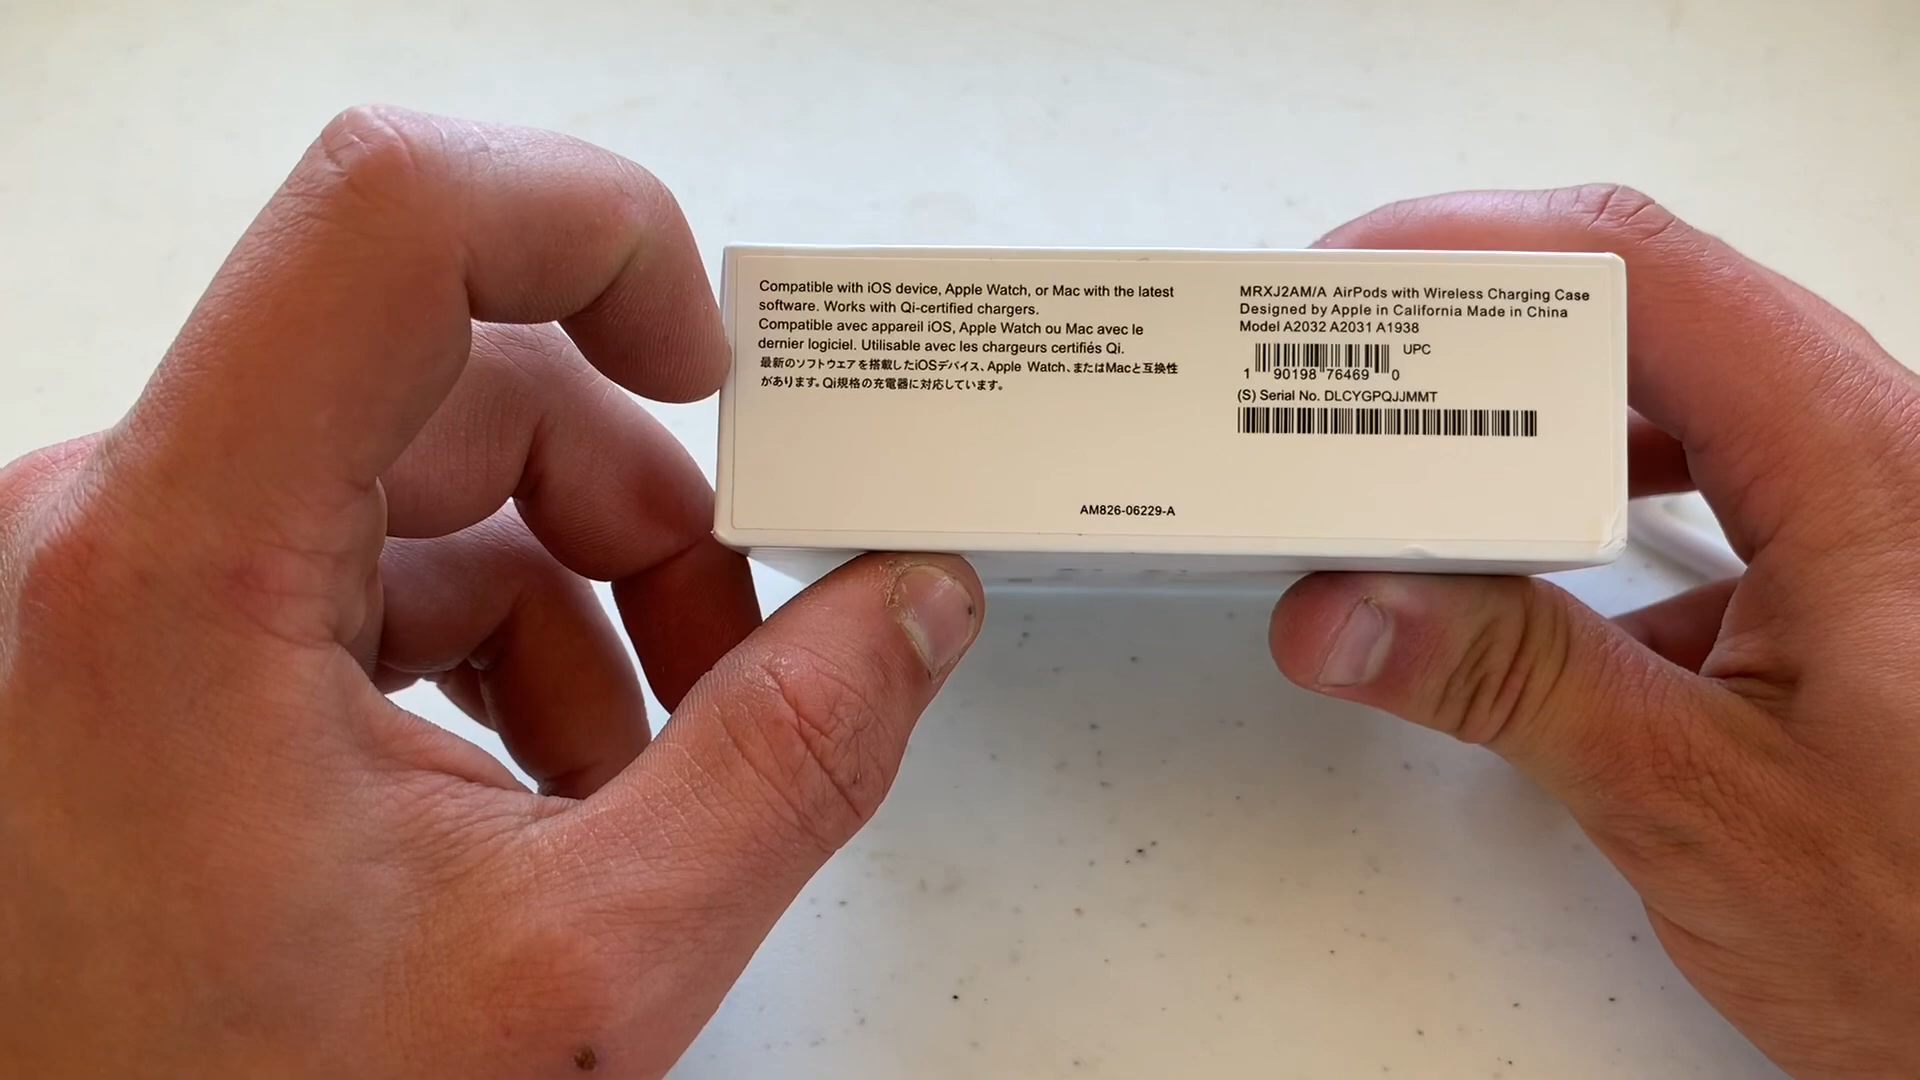 Compatible with iOS device, Apple Watch, or Mac with the latest
software. Works with Qi-certified chargers.
Compatible avec appareil iOS, Apple Watch ou Mac avec le
dernier logiciel. Utilisable avec les chargeurs certifiés Qi.
最新のソフトウェアを搭載したiOSデバイス、Apple Watch、またはMacと互換性
があります。Qi規格の充電器に対応しています。
MRXJ2AM/A AirPods with Wireless Charging Case
Designed by Apple in California Made in China
Model A2032 A2031 A1938
UPC
1 90198 76469 0
(S) Serial No. DLCYGPQJJMMT
AM826-06229-A